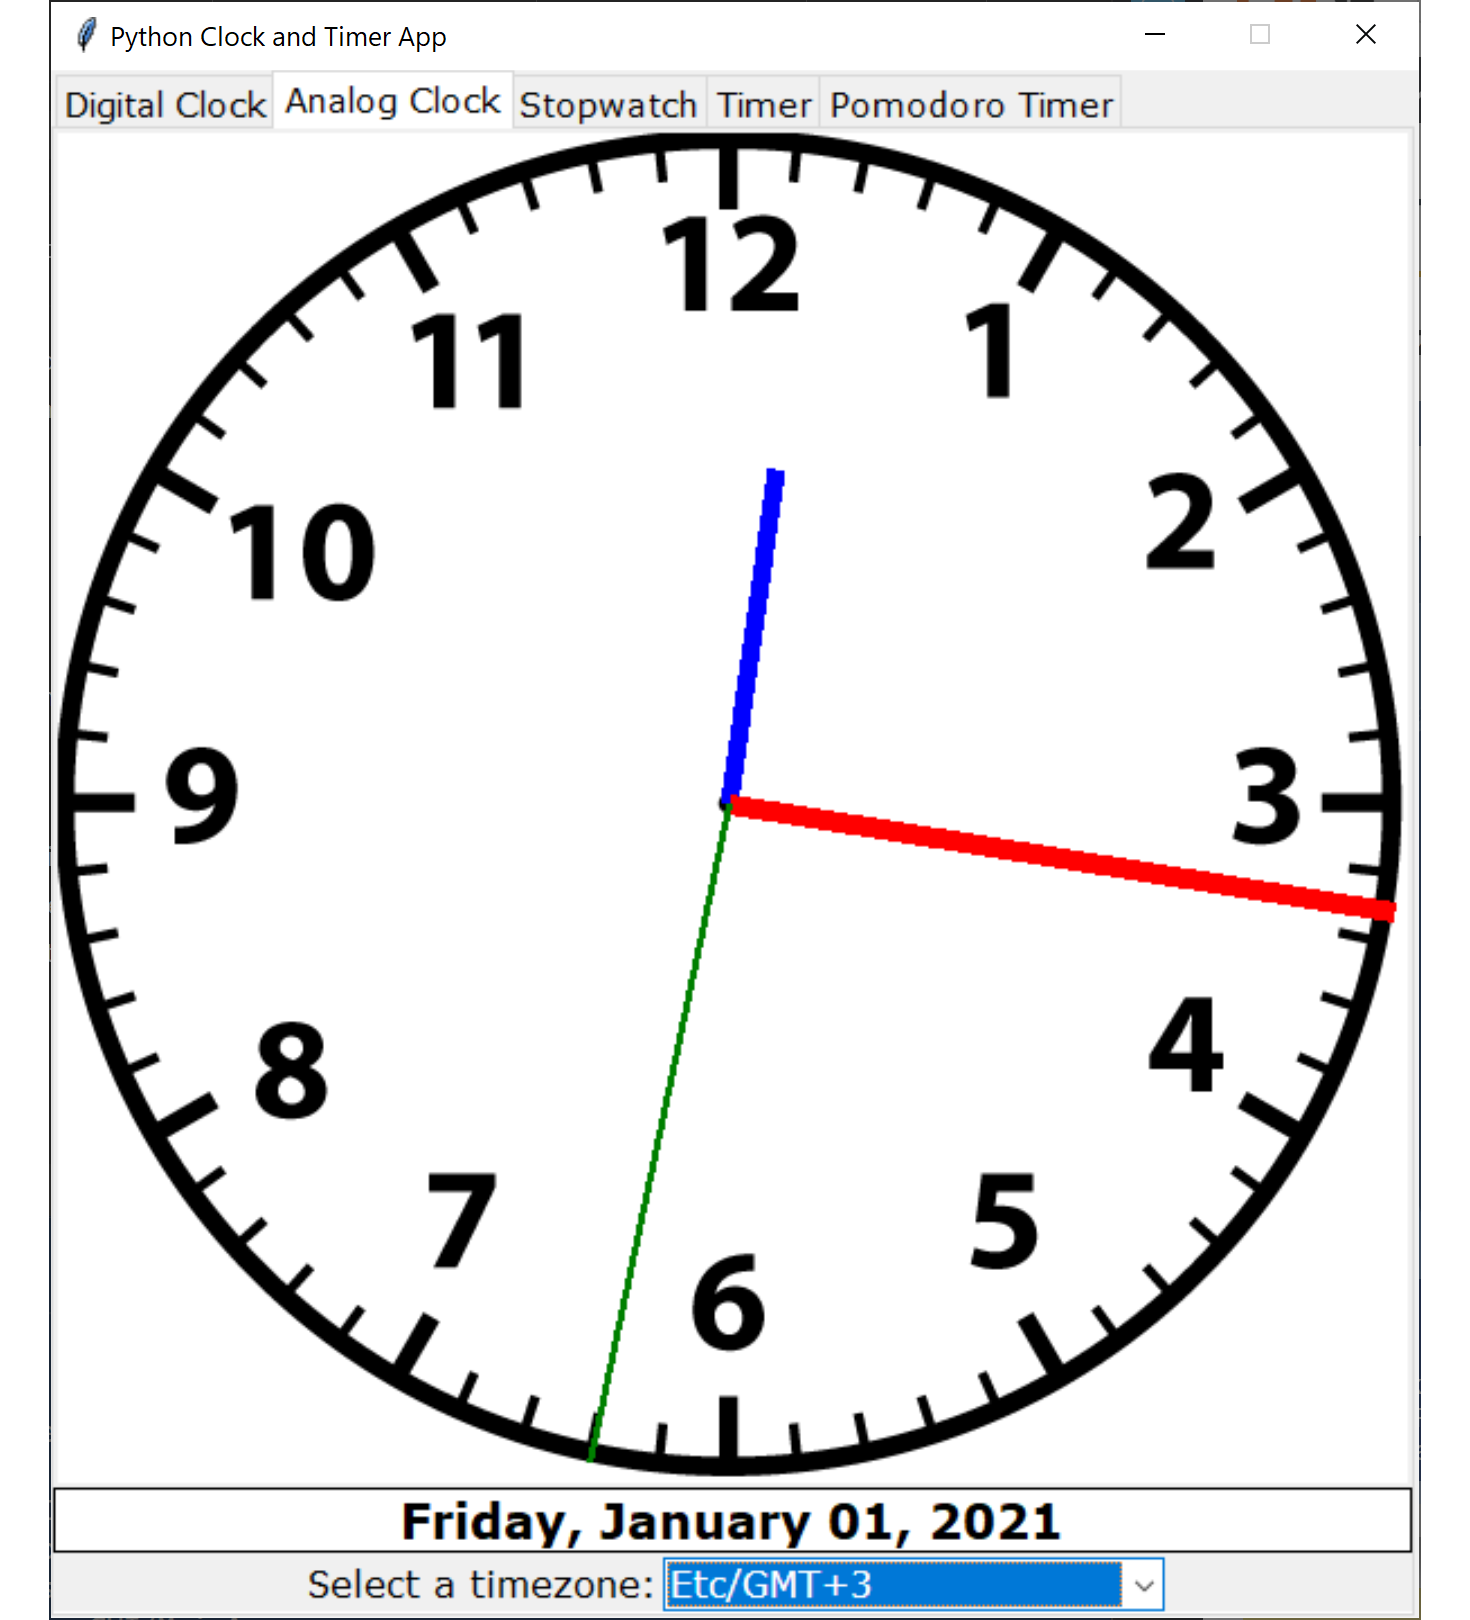 Python Clock and Timer App
Digital Clock Analog Clock Stopwatch Timer Pomodoro Timer
12
11 1
10 2
9 3
8 4
7 5
6
Friday, January 01, 2021
Select a timezone: Etc/GMT+3